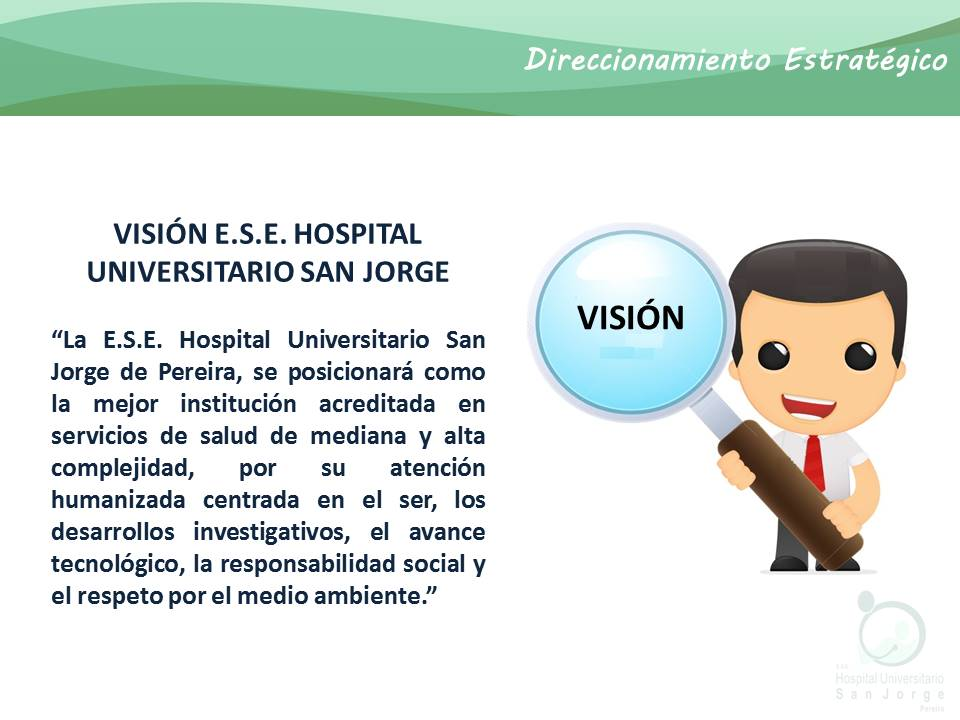 Direccionamiento Estratégico
VISIÓN E.S.E. HOSPITAL
UNIVERSITARIO SAN JORGE
“La E.S.E. Hospital Universitario San
Jorge de Pereira, se posicionará como
la mejor institución acreditada en
servicios de salud de mediana y alta
complejidad, por su atención
humanizada centrada en el ser, los
desarrollos investigativos, el avance
tecnológico, la responsabilidad social y
el respeto por el medio ambiente.”
VISIÓN
E.S.E.
Hospital Universitario
San Jorge
Pereira